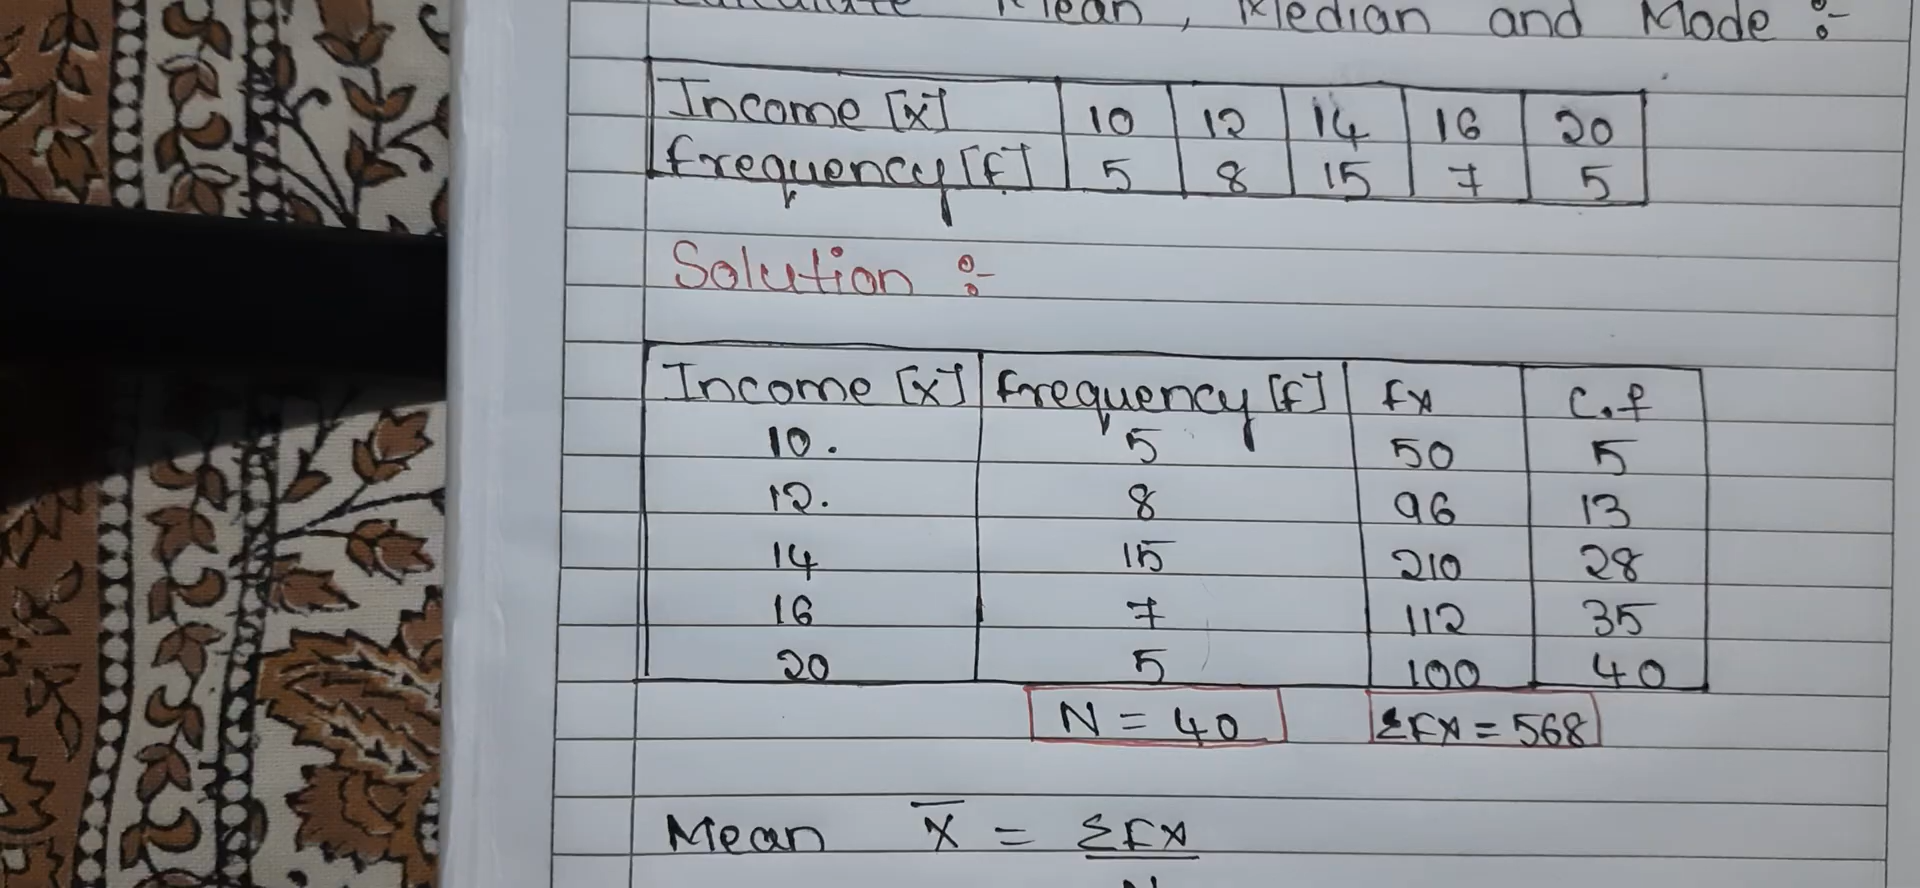 Calculate Mean, Median and Mode :-
Income [x] 10 12 14 16 20
Frequency [f] 5 8 15 7 5
Solution :-
Income [x] Frequency [f] fx c.f
10. 5 50 5
12. 8 96 13
14 15 210 28
16 7 112 35
20 5 100 40
N = 40 Σfx = 568
Mean X̅ = Σfx
N